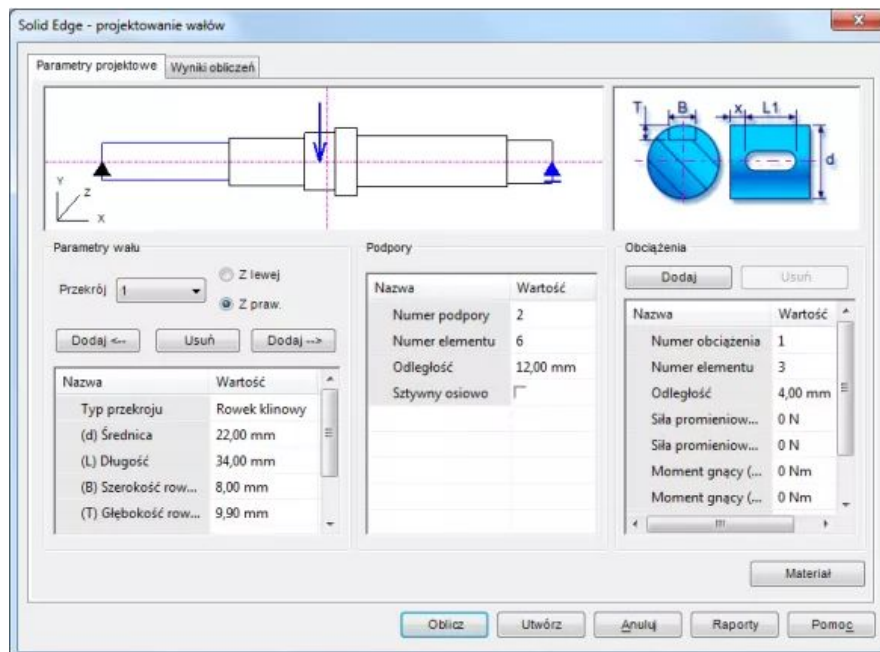 Solid Edge - projektowanie wałów
Parametry projektowe Wyniki obliczeń
T B x L1
d
Y Z X
Parametry wału Podpory Obciążenia
Przekrój 1 Z lewej
Z praw.
Dodaj <-- Usuń Dodaj -->
Nazwa Wartość
Typ przekroju Rowek klinowy
(d) Średnica 22,00 mm
(L) Długość 34,00 mm
(B) Szerokość row... 8,00 mm
(T) Głębokość row... 9,90 mm
Nazwa Wartość
Numer podpory 2
Numer elementu 6
Odległość 12,00 mm
Sztywny osiowo
Dodaj Usuń
Nazwa Wartość
Numer obciążenia 1
Numer elementu 3
Odległość 4,00 mm
Siła promieniow... 0 N
Siła promieniow... 0 N
Moment gnący (... 0 Nm
Moment gnący (... 0 Nm
Materiał
Oblicz Utwórz Anuluj Raporty Pomoc